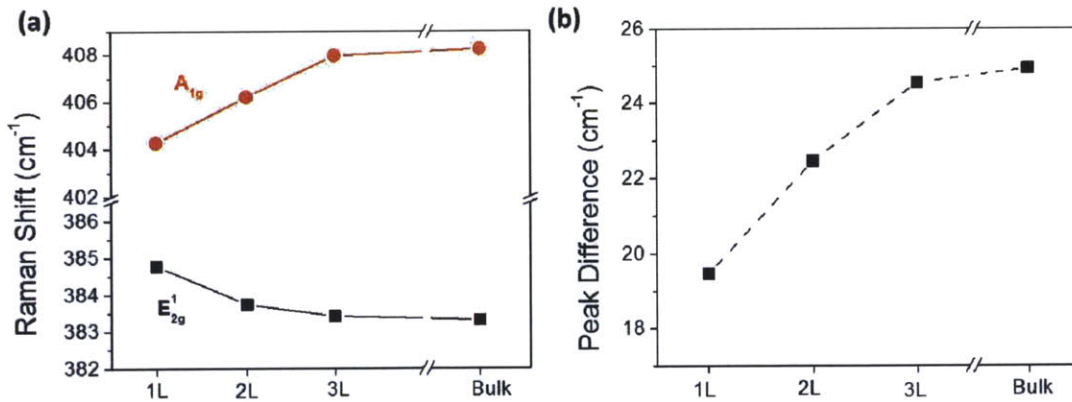 (a)
Raman Shift (cm⁻¹)
408
406
404
402
386
385
384
383
382
A₁g
E¹₂g
1L
2L
3L
Bulk
(b)
Peak Difference (cm⁻¹)
26
24
22
20
18
1L
2L
3L
Bulk